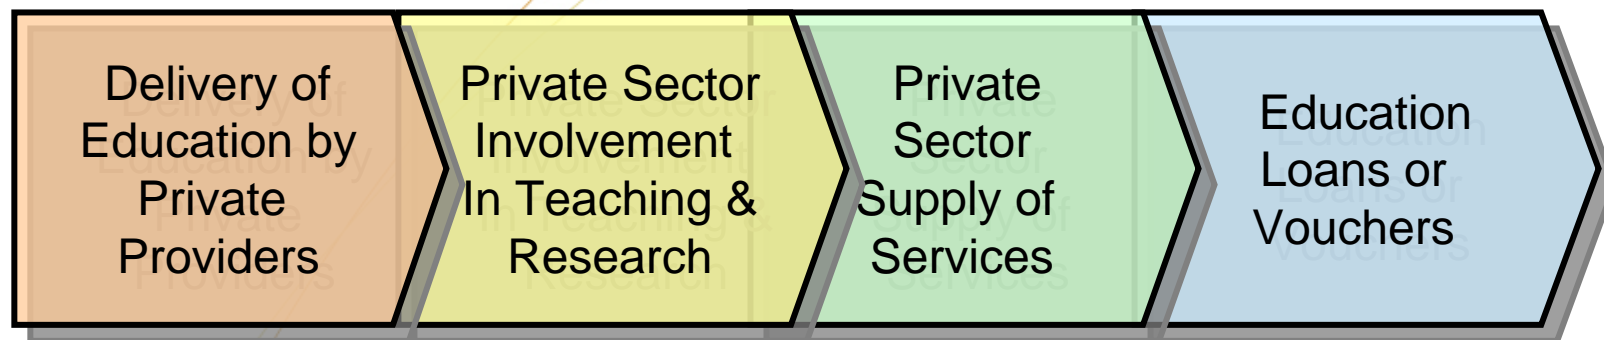 Delivery of
Education by
Private
Providers
Private Sector
Involvement
In Teaching &
Research
Private
Sector
Supply of
Services
Education
Loans or
Vouchers